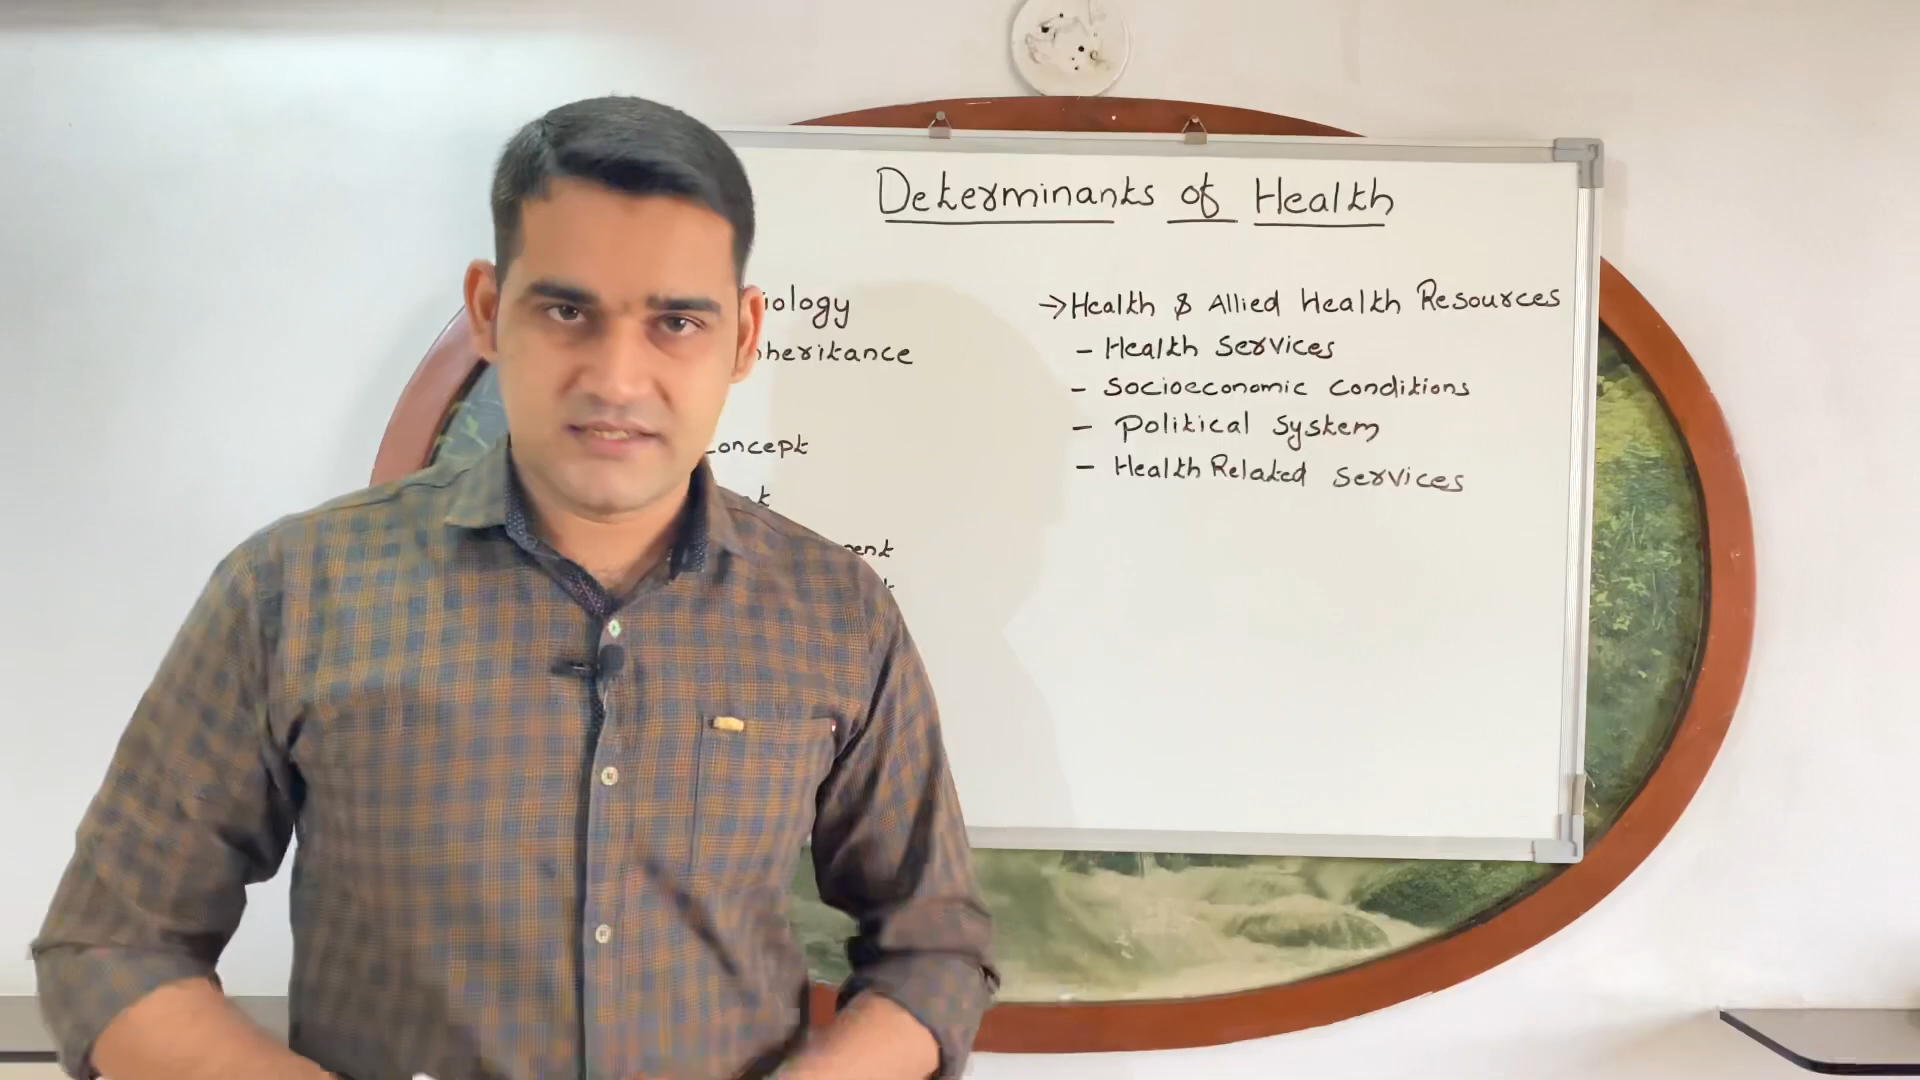 Determinants of Health
iology
nheritance
oncept
t
ent
→ Health & Allied Health Resources
- Health Services
- Socioeconomic Conditions
- Political System
- Health Related Services